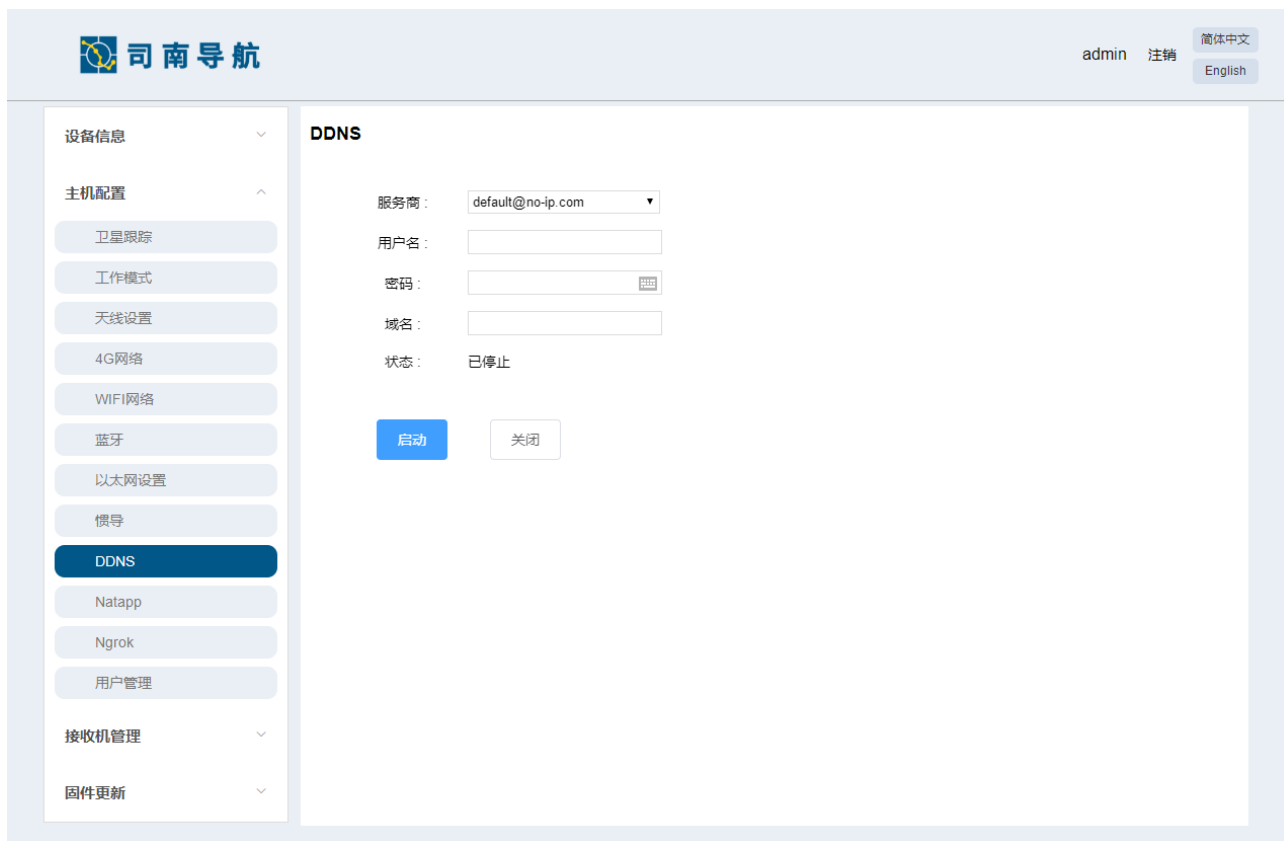 司南导航
admin 注销 简体中文
English
设备信息
主机配置
卫星跟踪
工作模式
天线设置
4G网络
WIFI网络
蓝牙
以太网设置
惯导
DDNS
Natapp
Ngrok
用户管理
接收机管理
固件更新
DDNS
服务商 : default@no-ip.com
用户名 :
密码 :
域名 :
状态 : 已停止
启动 关闭